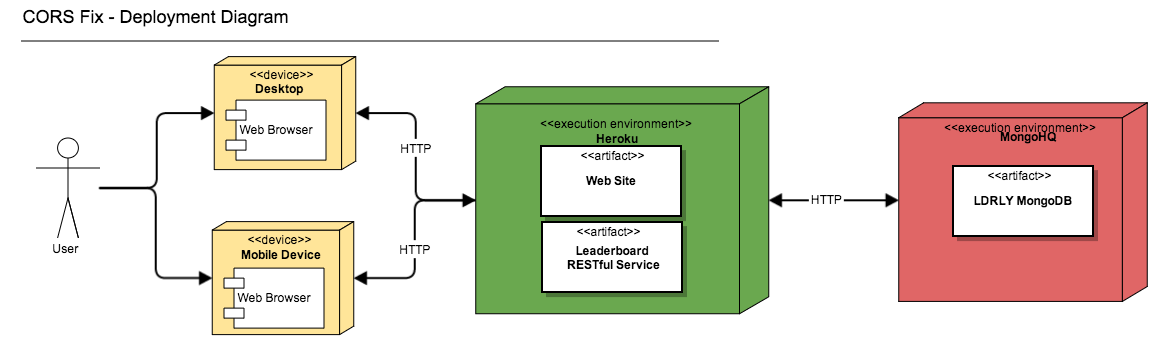 CORS Fix - Deployment Diagram
<<device>>
Desktop
Web Browser
HTTP
User
<<device>>
Mobile Device
Web Browser
HTTP
<<execution environment>>
Heroku
<<artifact>>
Web Site
<<artifact>>
Leaderboard
RESTful Service
HTTP
<<execution environment>>
MongoHQ
<<artifact>>
LDRLY MongoDB